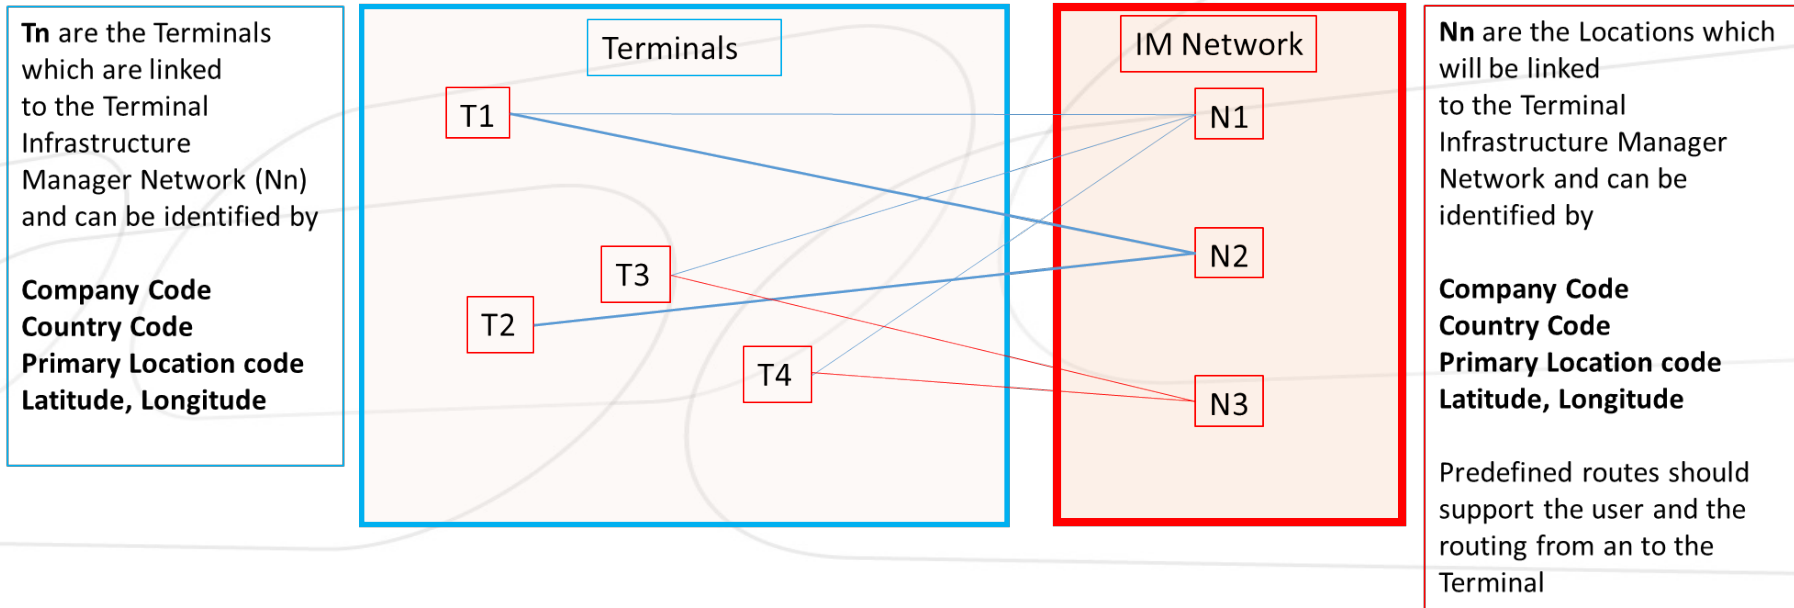 Tn are the Terminals
which are linked
to the Terminal
Infrastructure
Manager Network (Nn)
and can be identified by
Company Code
Country Code
Primary Location code
Latitude, Longitude
Terminals
T1
T3
T2
T4
IM Network
N1
N2
N3
Nn are the Locations which
will be linked
to the Terminal
Infrastructure Manager
Network and can be
identified by
Company Code
Country Code
Primary Location code
Latitude, Longitude
Predefined routes should
support the user and the
routing from an to the
Terminal